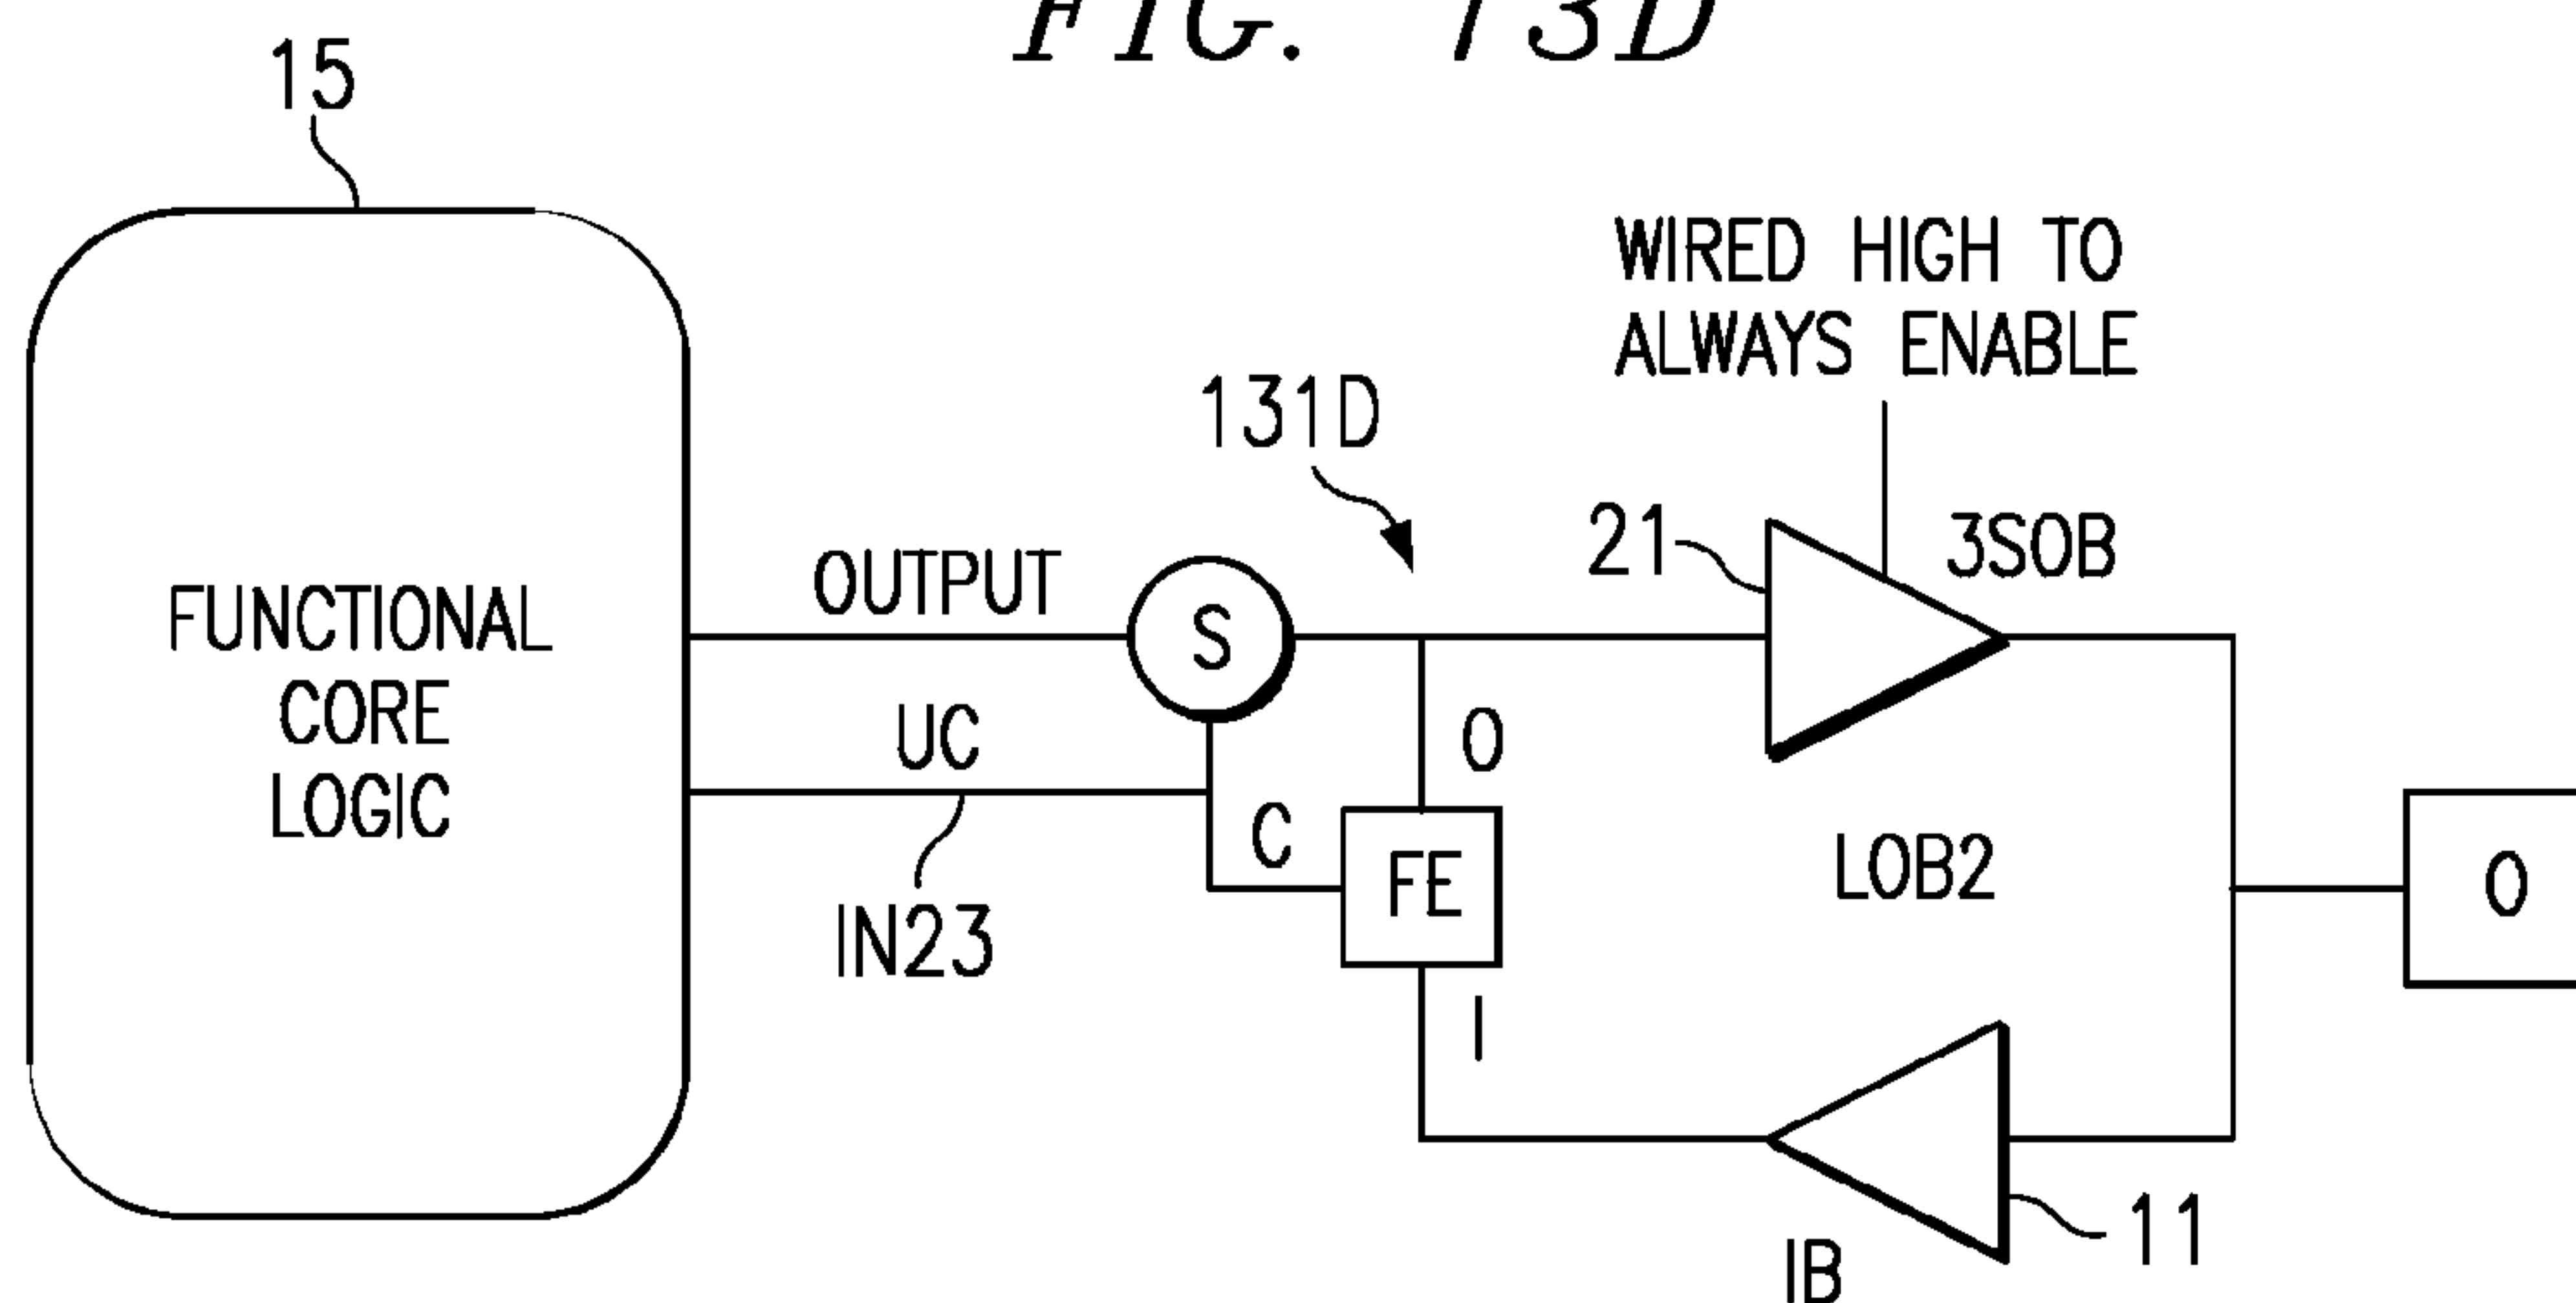 FIG. 13D
15
WIRED HIGH TO
ALWAYS ENABLE
131D
21
3SOB
OUTPUT
S
FUNCTIONAL
CORE
LOGIC
UC
O
C
FE
LOB2
O
IN23
I
11
IB